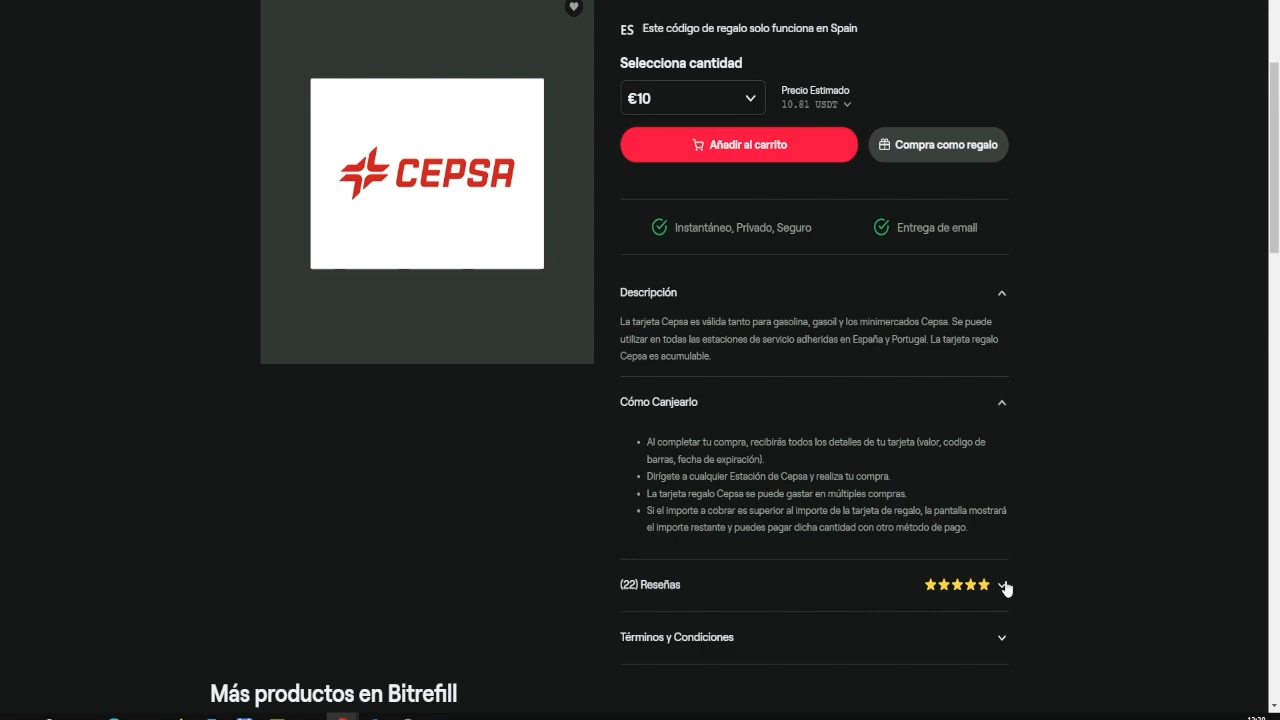 ES Este código de regalo solo funciona en Spain
Selecciona cantidad
€10
Precio Estimado
10.81 USDT
Añadir al carrito
Compra como regalo
CEPSA
Instantáneo, Privado, Seguro
Entrega de email
Descripción
La tarjeta Cepsa es válida tanto para gasolina, gasoil y los minimercados Cepsa. Se puede
utilizar en todas las estaciones de servicio adheridas en España y Portugal. La tarjeta regalo
Cepsa es acumulable.
Cómo Canjearlo
• Al completar tu compra, recibirás todos los detalles de tu tarjeta (valor, codigo de
barras, fecha de expiración).
• Dirígete a cualquier Estación de Cepsa y realiza tu compra.
• La tarjeta regalo Cepsa se puede gastar en múltiples compras.
• Si el importe a cobrar es superior al importe de la tarjeta de regalo, la pantalla mostrará
el importe restante y puedes pagar dicha cantidad con otro método de pago.
(22) Reseñas
Términos y Condiciones
Más productos en Bitrefill